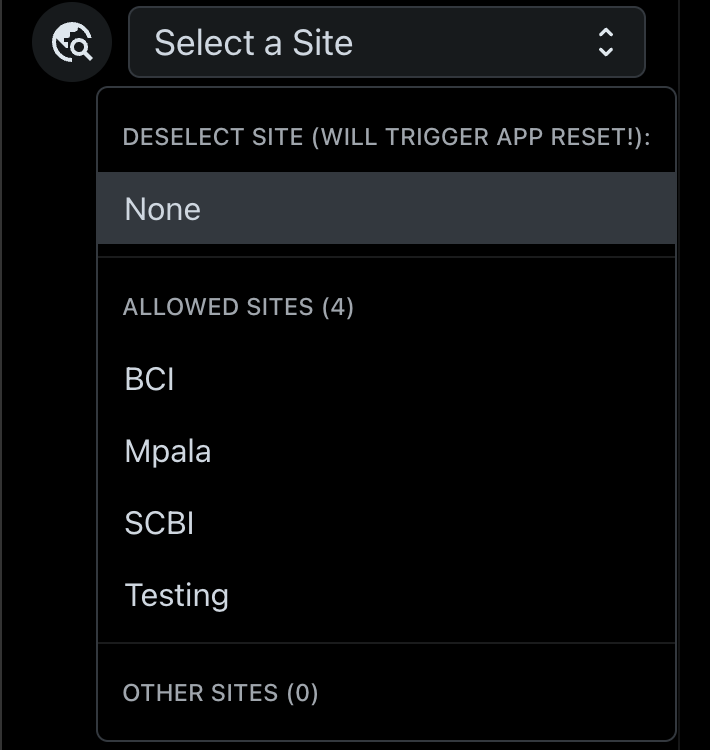 Select a Site
DESELECT SITE (WILL TRIGGER APP RESET!):
None
ALLOWED SITES (4)
BCI
Mpala
SCBI
Testing
OTHER SITES (0)